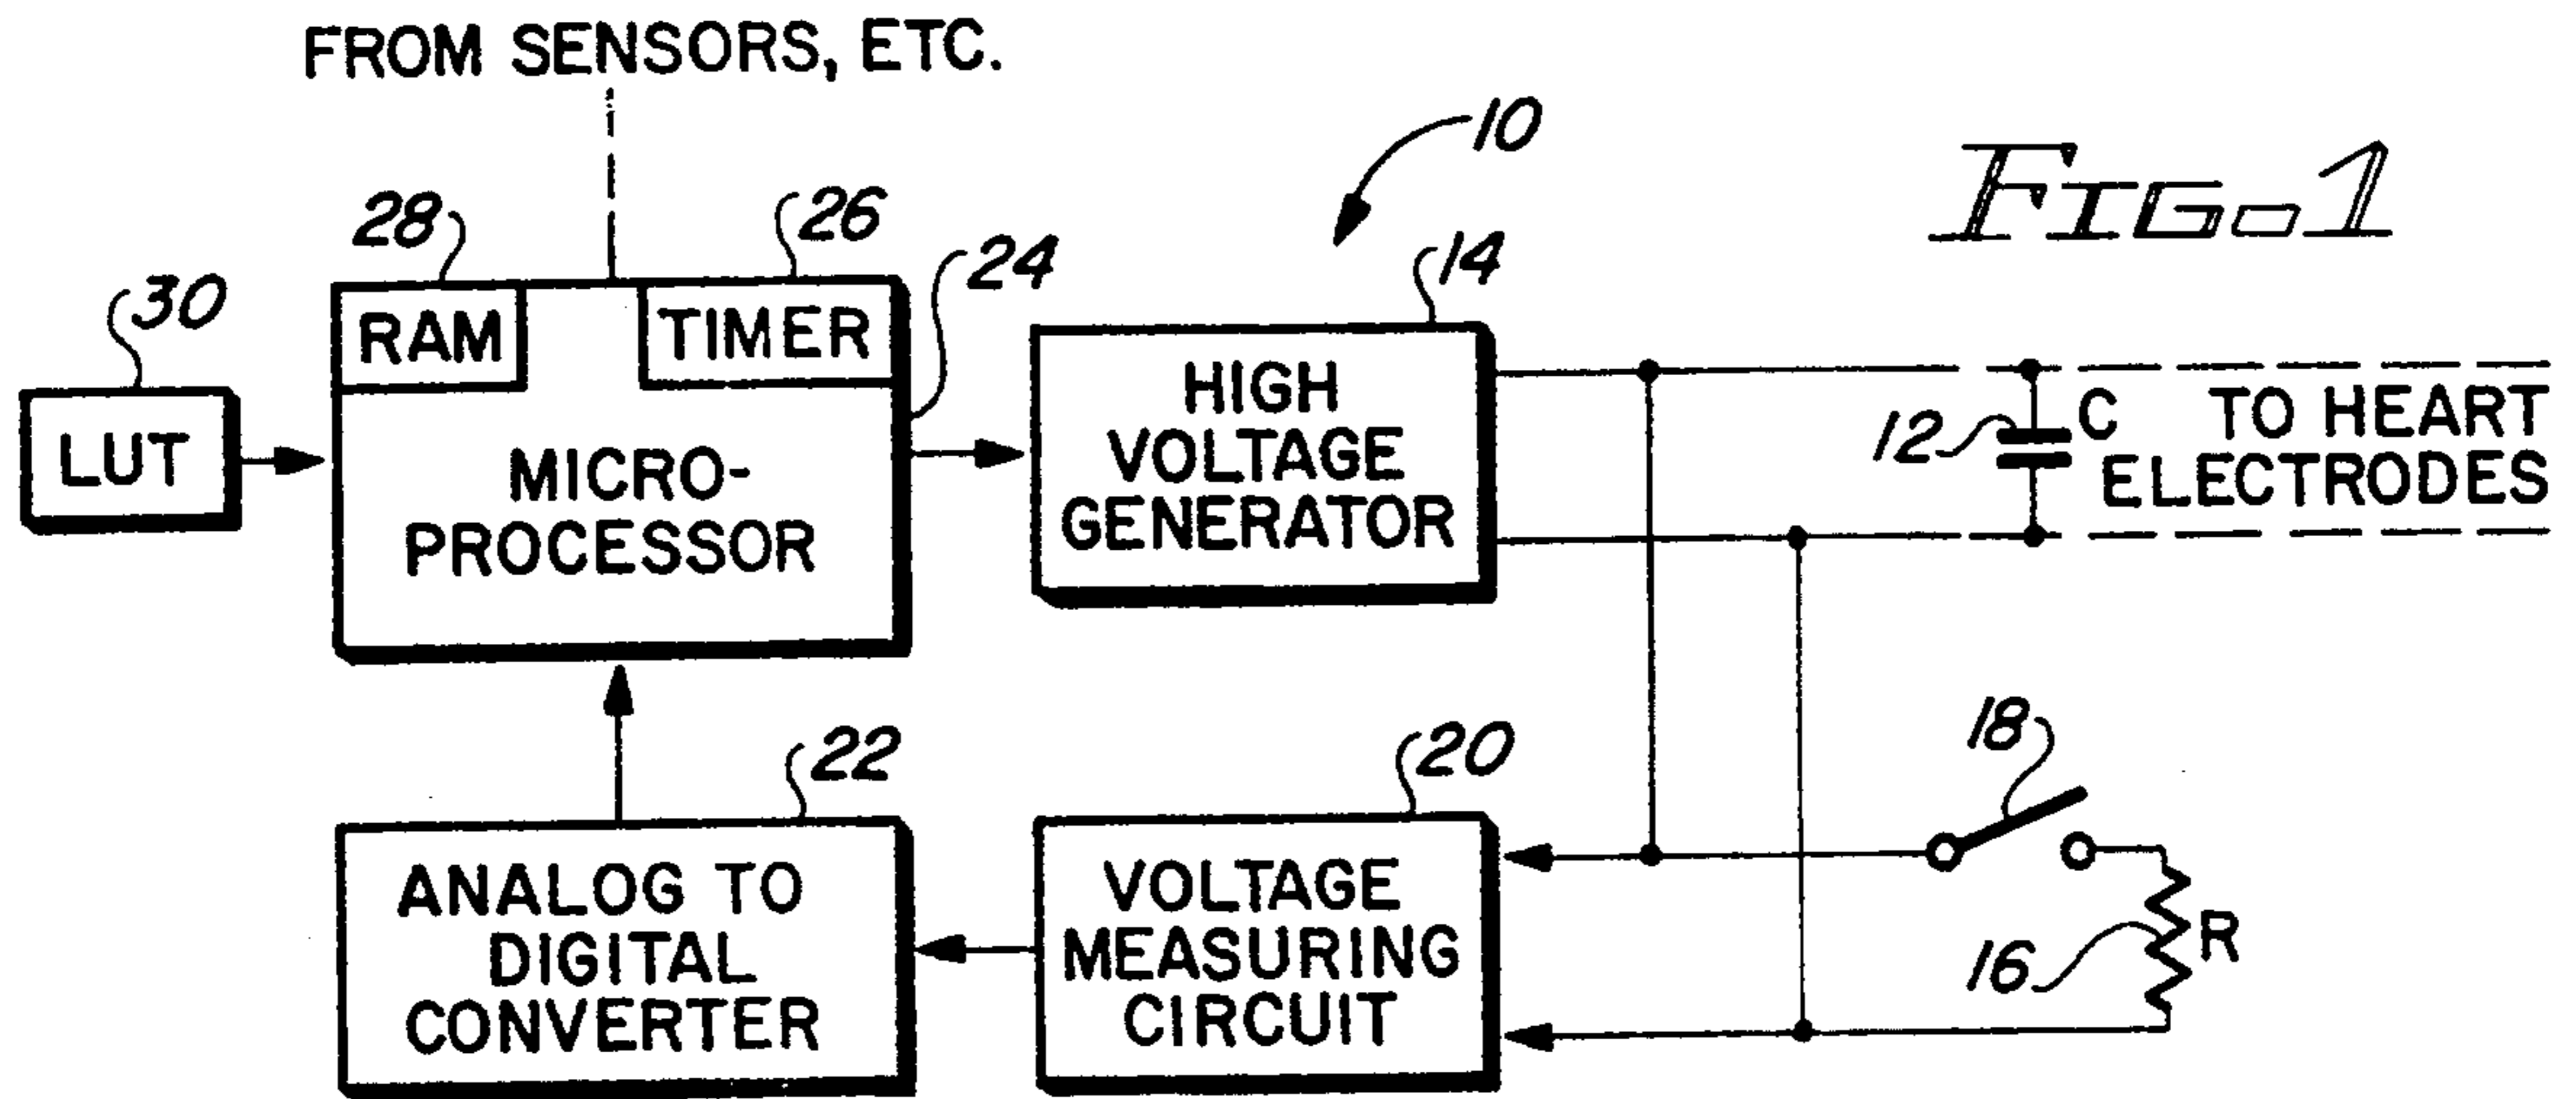 FROM SENSORS, ETC.
10
FIG. 1
28
26
24
14
30
RAM
TIMER
LUT
MICRO-
PROCESSOR
HIGH
VOLTAGE
GENERATOR
12
C
TO HEART
ELECTRODES
22
20
18
ANALOG TO
DIGITAL
CONVERTER
VOLTAGE
MEASURING
CIRCUIT
16
R